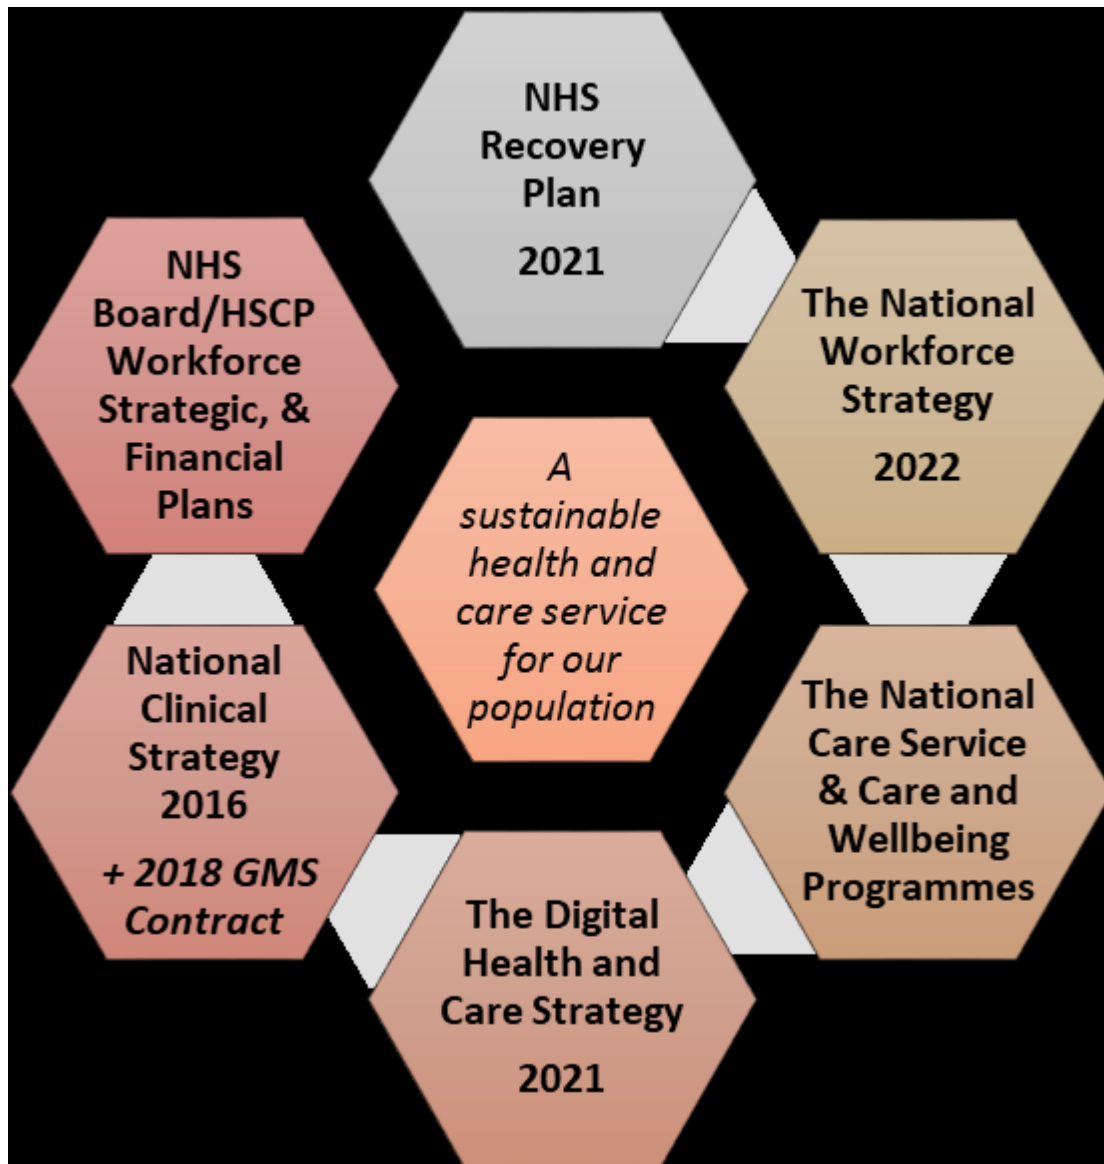 NHS
Recovery
Plan
2021
The National
Workforce
Strategy
2022
The National
Care Service
& Care and
Wellbeing
Programmes
The Digital
Health and
Care Strategy
2021
National
Clinical
Strategy
2016
+ 2018 GMS
Contract
NHS
Board/HSCP
Workforce
Strategic, &
Financial
Plans
A
sustainable
health and
care service
for our
population